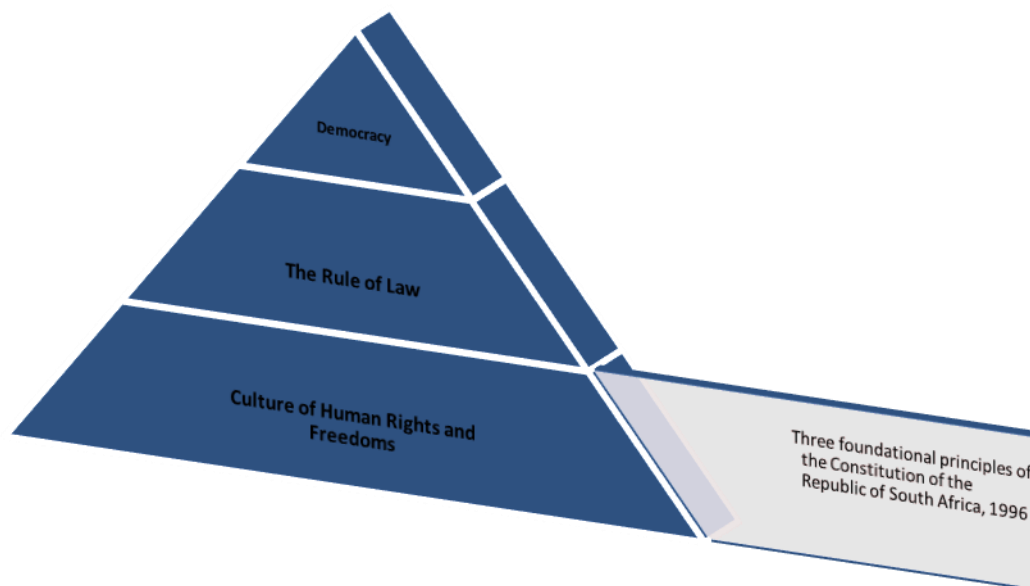 Democracy
The Rule of Law
Culture of Human Rights and
Freedoms
Three foundational principles of
the Constitution of the
Republic of South Africa, 1996